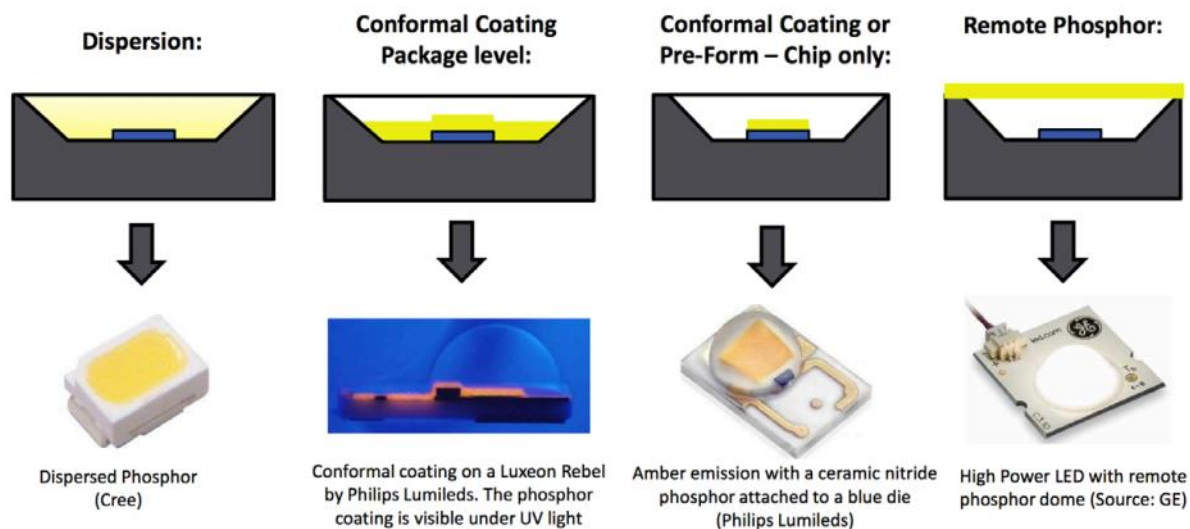 Dispersion:
Conformal Coating
Package level:
Conformal Coating or
Pre-Form – Chip only:
Remote Phosphor:
Dispersed Phosphor
(Cree)
Conformal coating on a Luxeon Rebel
by Philips Lumileds. The phosphor
coating is visible under UV light
Amber emission with a ceramic nitride
phosphor attached to a blue die
(Philips Lumileds)
High Power LED with remote
phosphor dome (Source: GE)